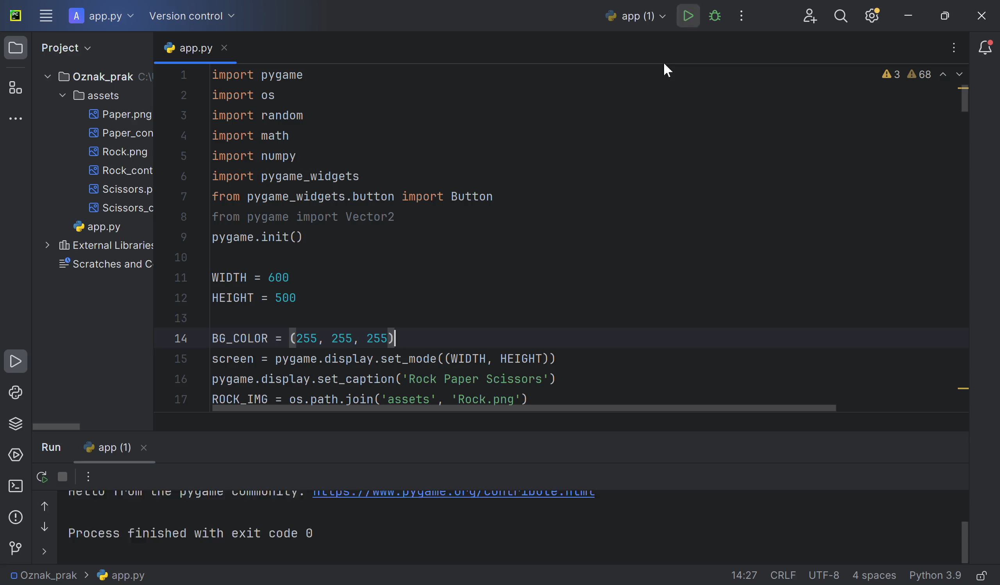 PC
A app.py Version control app (1)
Project
app.py
Oznak_prak C:\
assets
Paper.png
Paper_con
Rock.png
Rock_cont
Scissors.p
Scissors_c
app.py
External Libraries
Scratches and C
3 68
1 import pygame
2 import os
3 import random
4 import math
5 import numpy
6 import pygame_widgets
7 from pygame_widgets.button import Button
8 from pygame import Vector2
9 pygame.init()
10
11 WIDTH = 600
12 HEIGHT = 500
13
14 BG_COLOR = (255, 255, 255)
15 screen = pygame.display.set_mode((WIDTH, HEIGHT))
16 pygame.display.set_caption('Rock Paper Scissors')
17 ROCK_IMG = os.path.join('assets', 'Rock.png')
Run app (1)
Hello from the pygame community. https://www.pygame.org/contribute.html
Process finished with exit code 0
Oznak_prak > app.py 14:27 CRLF UTF-8 4 spaces Python 3.9